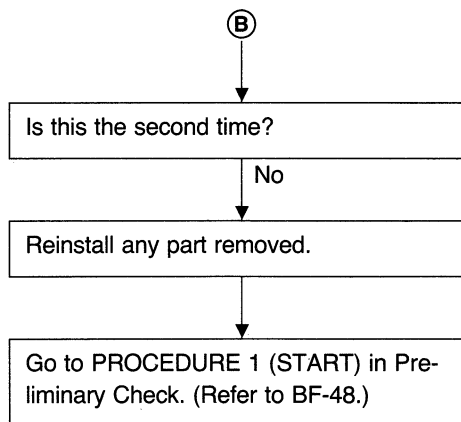 B
Is this the second time?
No
Reinstall any part removed.
Go to PROCEDURE 1 (START) in Pre-
liminary Check. (Refer to BF-48.)